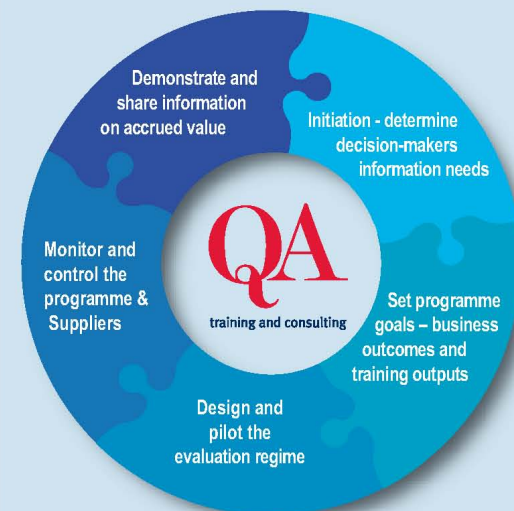 Demonstrate and
share information
on accrued value
Initiation - determine
decision-makers
information needs
Set programme
goals – business
outcomes and
training outputs
Design and
pilot the
evaluation regime
Monitor and
control the
programme &
Suppliers
QA
training and consulting